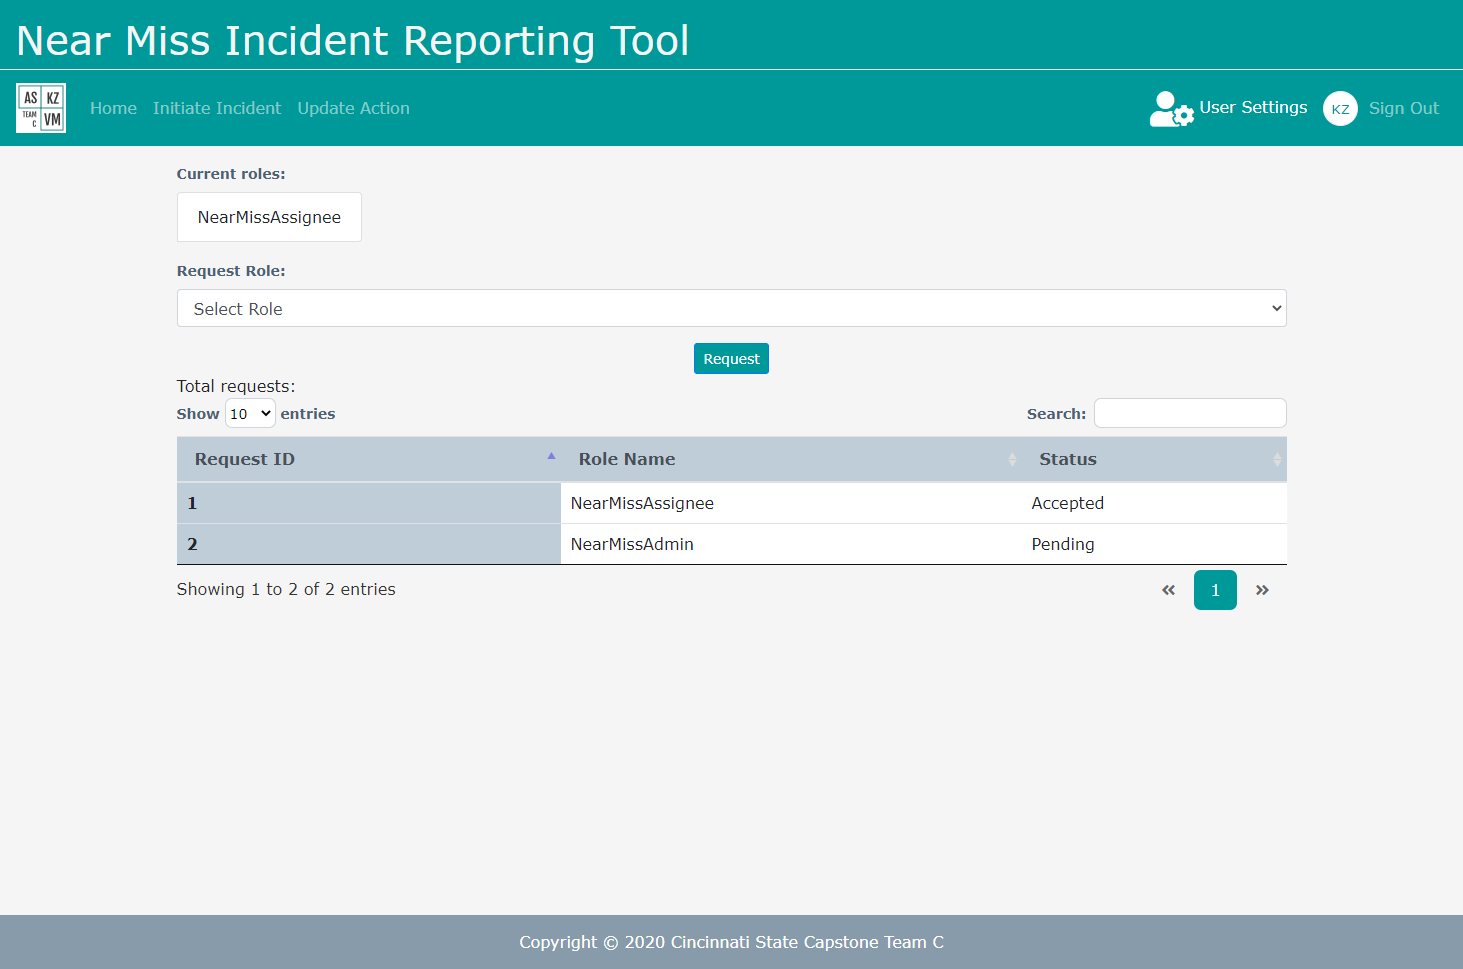 Near Miss Incident Reporting Tool
AS KZ
TEAM C VM
Home Initiate Incident Update Action User Settings KZ Sign Out
Current roles:
NearMissAssignee
Request Role:
Select Role
Request
Total requests:
Show 10 entries Search:
Request ID Role Name Status
1 NearMissAssignee Accepted
2 NearMissAdmin Pending
Showing 1 to 2 of 2 entries « 1 »
Copyright © 2020 Cincinnati State Capstone Team C